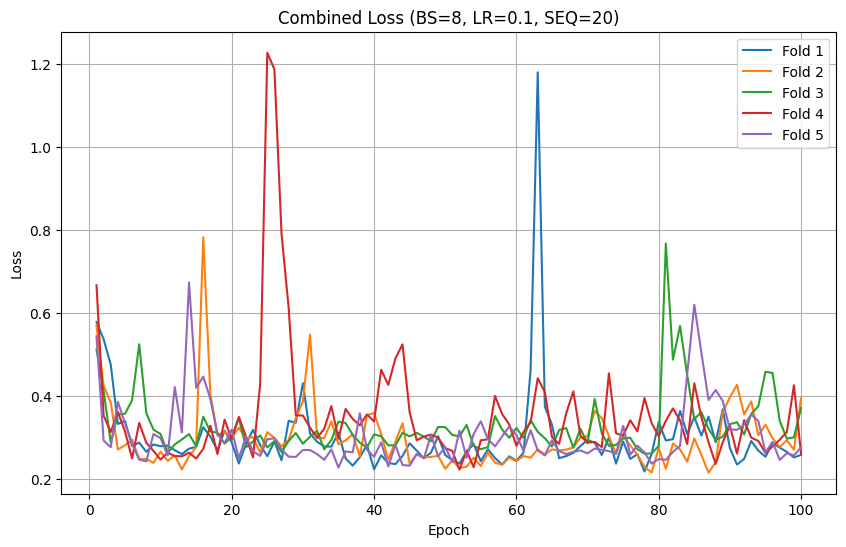 Combined Loss (BS=8, LR=0.1, SEQ=20)
Fold 1
Fold 2
Fold 3
Fold 4
Fold 5
Loss
1.2
1.0
0.8
0.6
0.4
0.2
0 20 40 60 80 100
Epoch